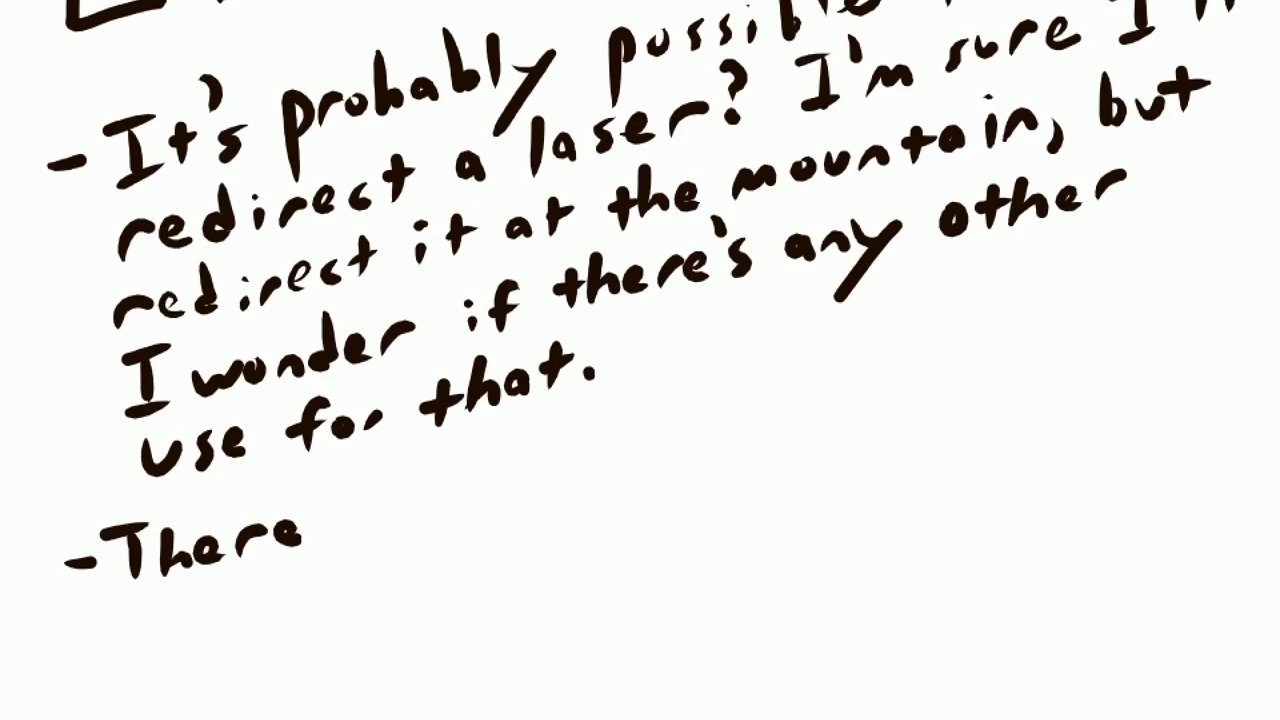 - It's probably possible
redirect a laser? I'm sure I'll
redirect it at the mountain, but
I wonder if there's any other
use for that.
- There